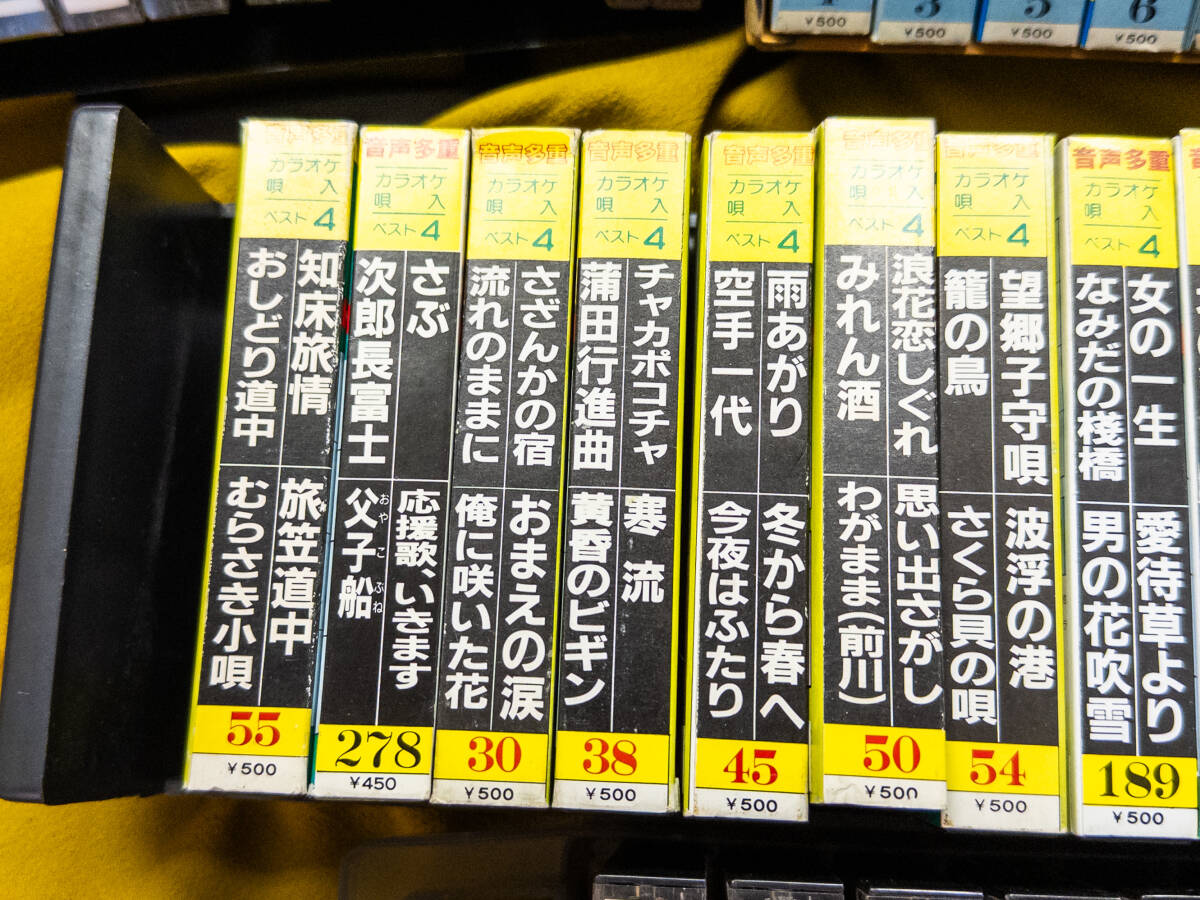 ¥500
3
¥500
5
¥500
6
¥500
音声多重
カラオケ
唄入
ベスト4
知床旅情
おしどり道中
旅笠道中
むらさき小唄
55
¥500
音声多重
カラオケ
唄入
ベスト4
さぶ
次郎長富士
応援歌、いきます
父子船
おやこぶね
278
¥450
音声多重
カラオケ
唄入
ベスト4
さざんかの宿
流れのままに
おまえの涙
俺に咲いた花
30
¥500
音声多重
カラオケ
唄入
ベスト4
チャカポコチャ
蒲田行進曲
寒流
黄昏のビギン
38
¥500
音声多重
カラオケ
唄入
ベスト4
雨あがり
空手一代
冬から春へ
今夜はふたり
45
¥500
音声多重
カラオケ
唄入
ベスト4
浪花恋しぐれ
みれん酒
思い出さがし
わがまま(前川)
50
¥500
音声多重
カラオケ
唄入
ベスト4
望郷子守唄
籠の鳥
波浮の港
さくら貝の唄
54
¥500
音声多重
カラオケ
唄入
ベスト4
女の一生
なみだの棧橋
愛待草より
男の花吹雪
189
¥500